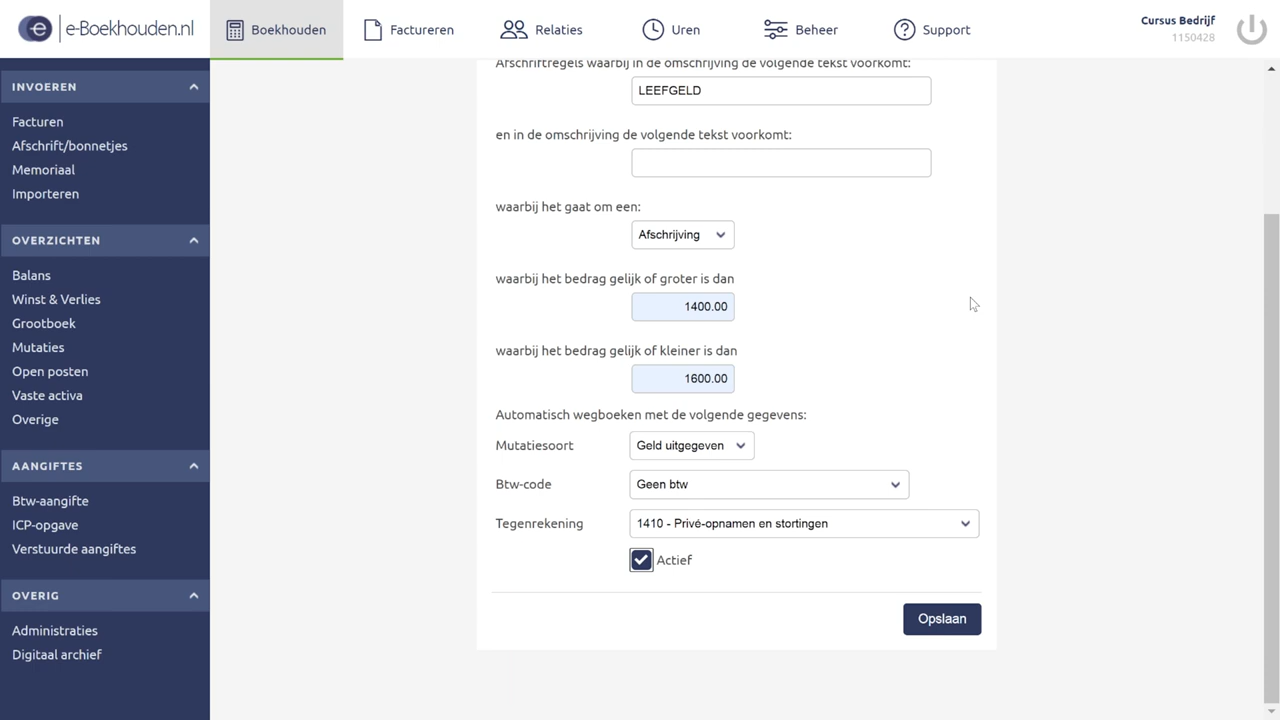 e-Boekhouden.nl
Boekhouden
Factureren
Relaties
Uren
Beheer
Support
Cursus Bedrijf
1150428
INVOEREN
Facturen
Afschrift/bonnetjes
Memoriaal
Importeren
OVERZICHTEN
Balans
Winst & Verlies
Grootboek
Mutaties
Open posten
Vaste activa
Overige
AANGIFTES
Btw-aangifte
ICP-opgave
Verstuurde aangiftes
OVERIG
Administraties
Digitaal archief
Afschriftregels waarbij in de omschrijving de volgende tekst voorkomt:
LEEFGELD
en in de omschrijving de volgende tekst voorkomt:
waarbij het gaat om een:
Afschrijving
waarbij het bedrag gelijk of groter is dan
1400.00
waarbij het bedrag gelijk of kleiner is dan
1600.00
Automatisch wegboeken met de volgende gegevens:
Mutatiesoort Geld uitgegeven
Btw-code Geen btw
Tegenrekening 1410 - Privé-opnamen en stortingen
Actief
Opslaan